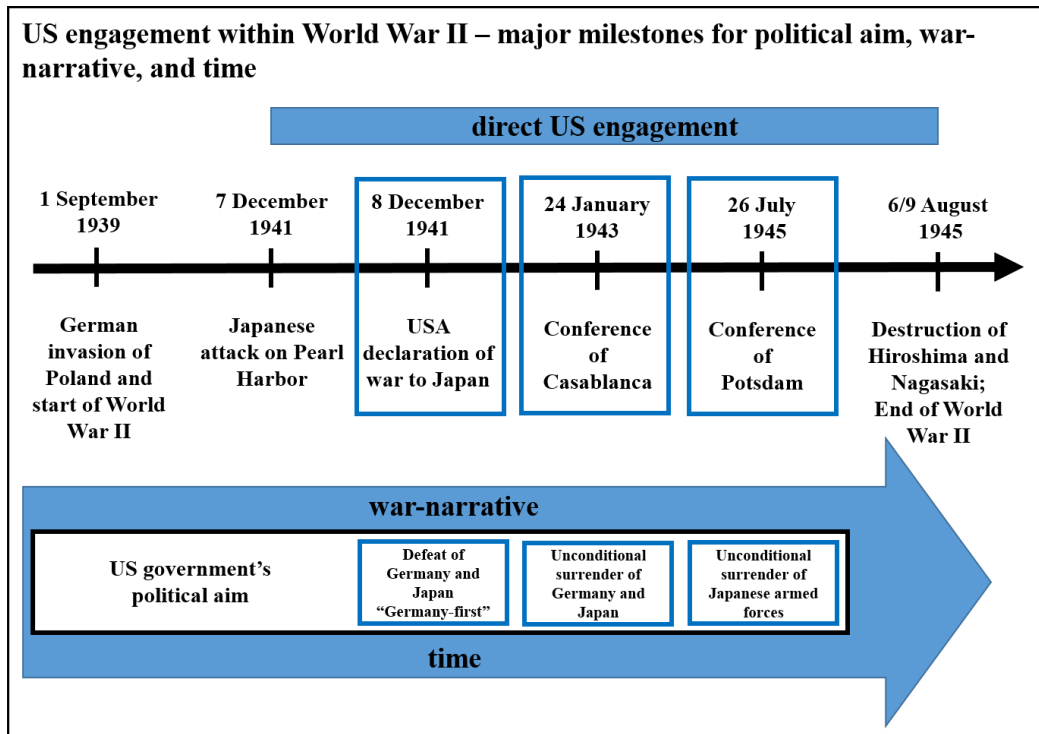 US engagement within World War II – major milestones for political aim, war-
narrative, and time
direct US engagement
1 September
1939
7 December
1941
8 December
1941
24 January
1943
26 July
1945
6/9 August
1945
German
invasion of
Poland and
start of World
War II
Japanese
attack on Pearl
Harbor
USA
declaration of
war to Japan
Conference
of
Casablanca
Conference
of
Potsdam
Destruction of
Hiroshima and
Nagasaki;
End of World
War II
war-narrative
US government’s
political aim
Defeat of
Germany and
Japan
“Germany-first”
Unconditional
surrender of
Germany and
Japan
Unconditional
surrender of
Japanese armed
forces
time